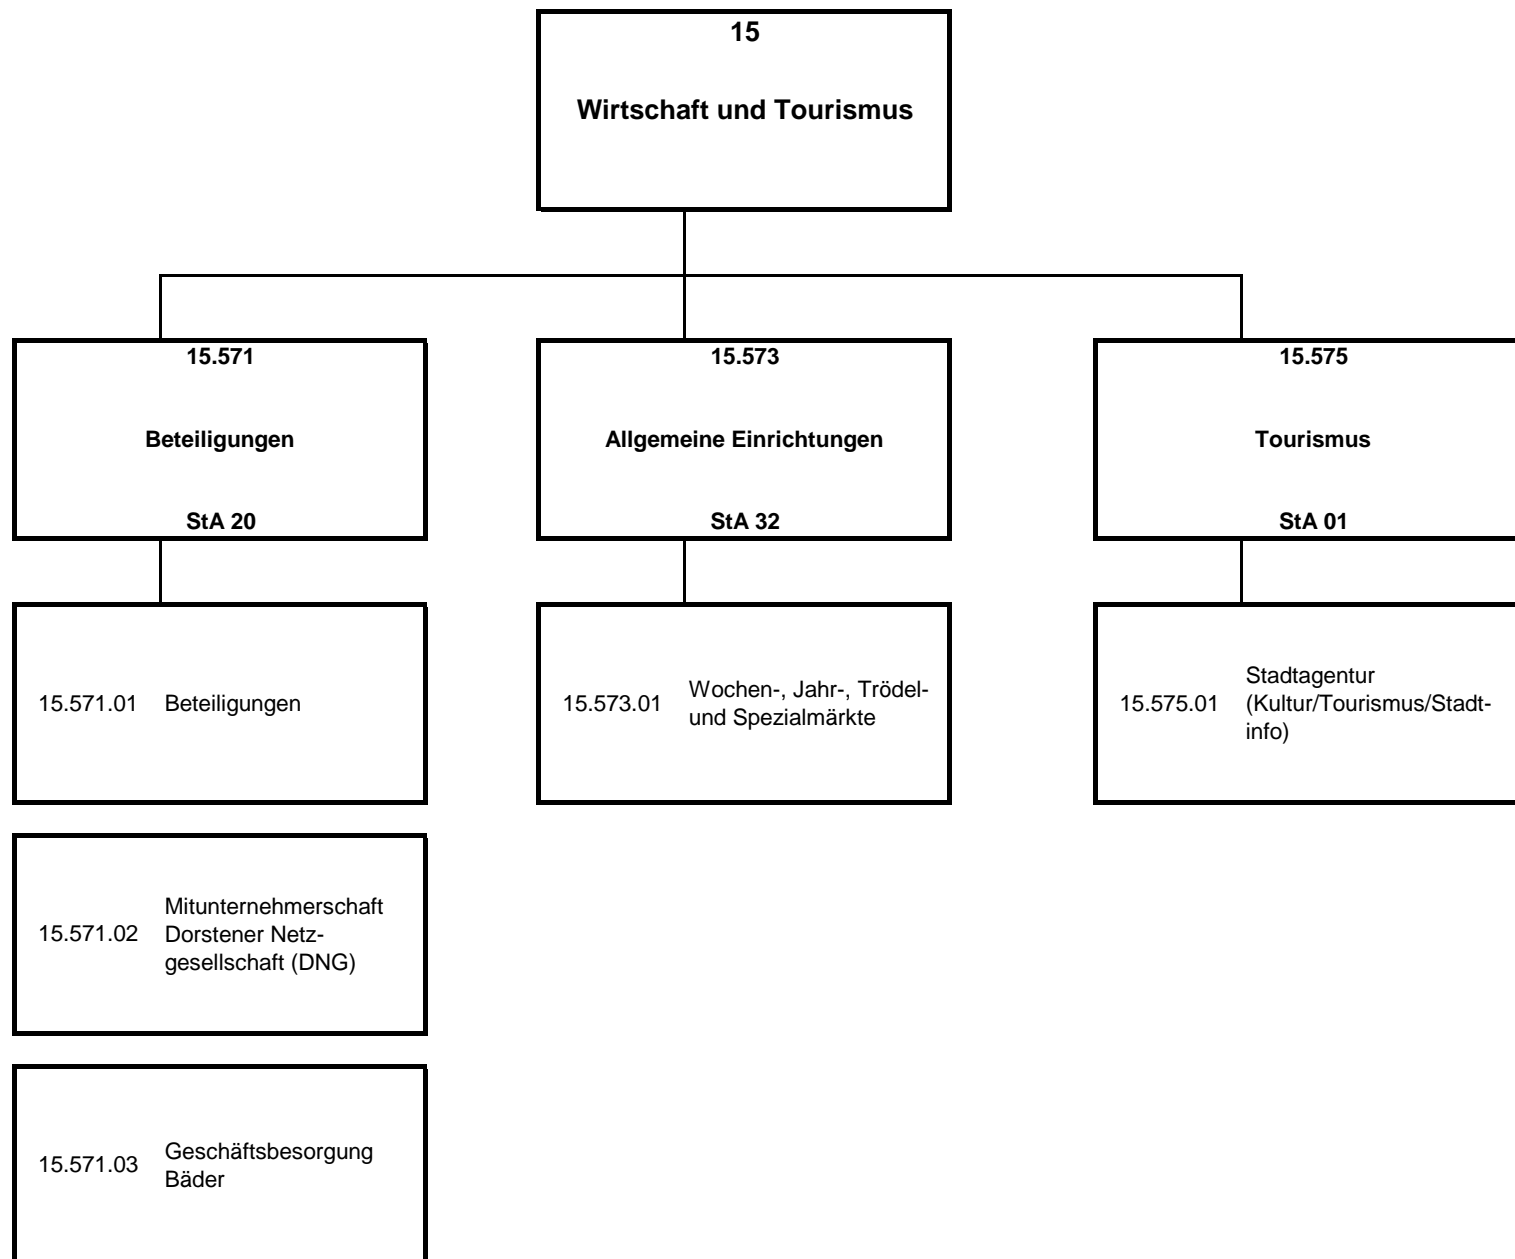 15
Wirtschaft und Tourismus
15.571
Beteiligungen
StA 20
15.573
Allgemeine Einrichtungen
StA 32
15.575
Tourismus
StA 01
15.571.01
Beteiligungen
15.573.01
Wochen-, Jahr-, Trödel-
und Spezialmärkte
15.575.01
Stadtagentur
(Kultur/Tourismus/Stadt-
info)
15.571.02
Mitunternehmerschaft
Dorstener Netz-
gesellschaft (DNG)
15.571.03
Geschäftsbesorgung
Bäder